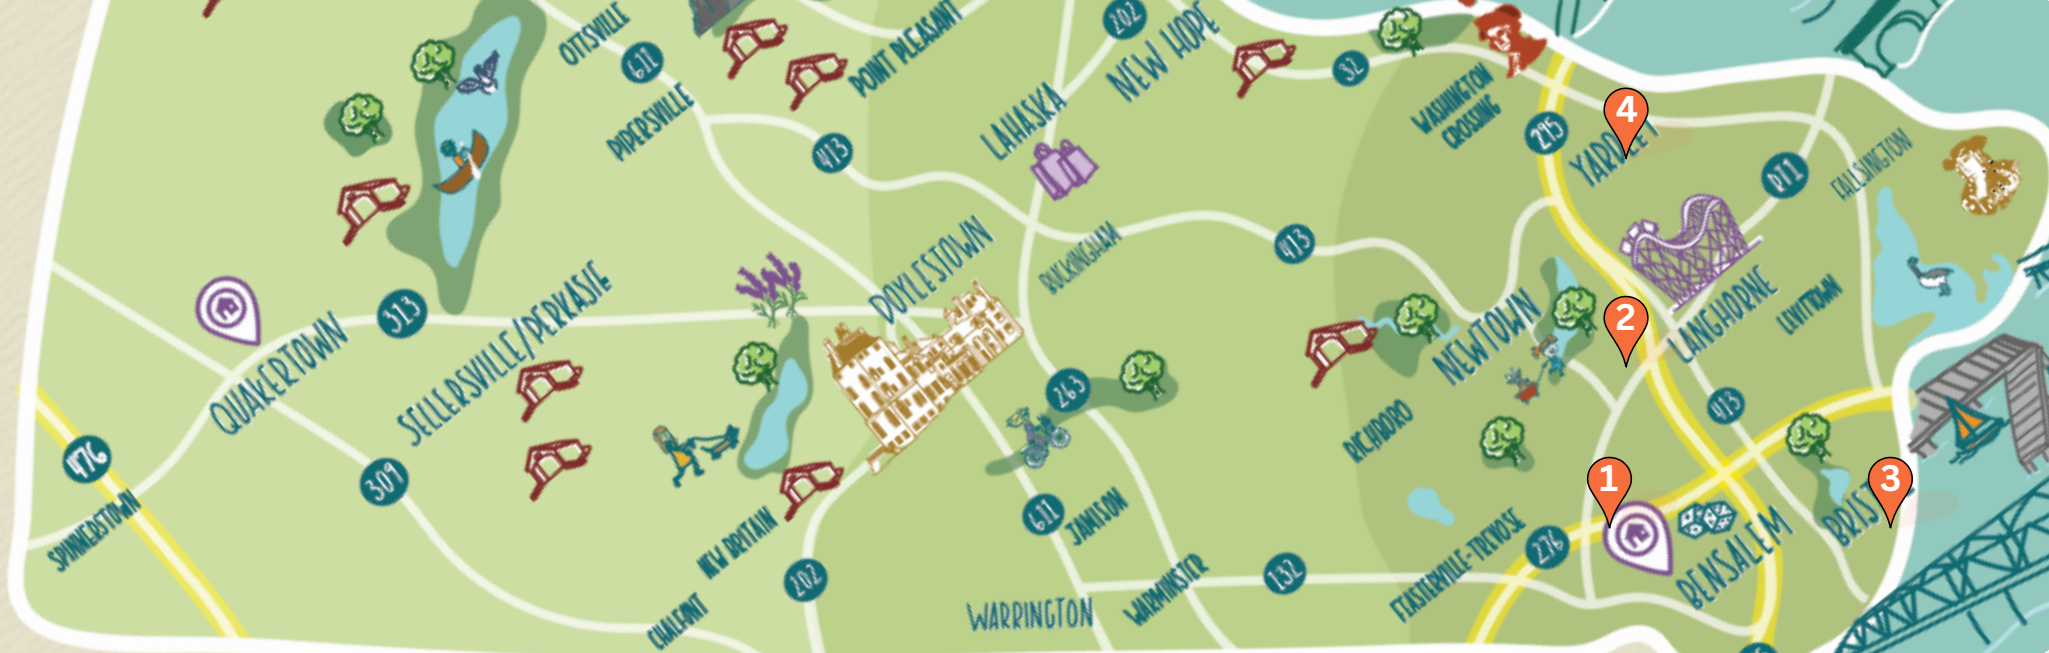 OTTSVILLE
611
PIPERSVILLE
POINT PLEASANT
202
NEW HOPE
32
WASHINGTON
CROSSING
295
4
413
LAHASKA
P1
FALLSINGTON
BUCKINGHAM
413
DOYLESTOWN
313
QUAKERTOWN
SELLERSVILLE/PERKASIE
263
NEWTOWN
2
LANGHORNE
LEVITTOWN
413
RICHBORO
476
SPINNERSTOWN
309
1
3
611
JAMISON
NEW BRITAIN
202
CHALFONT
WARRINGTON
WARMINSTER
132
FEASTERVILLE-TREVOSE
276
BENSALEM